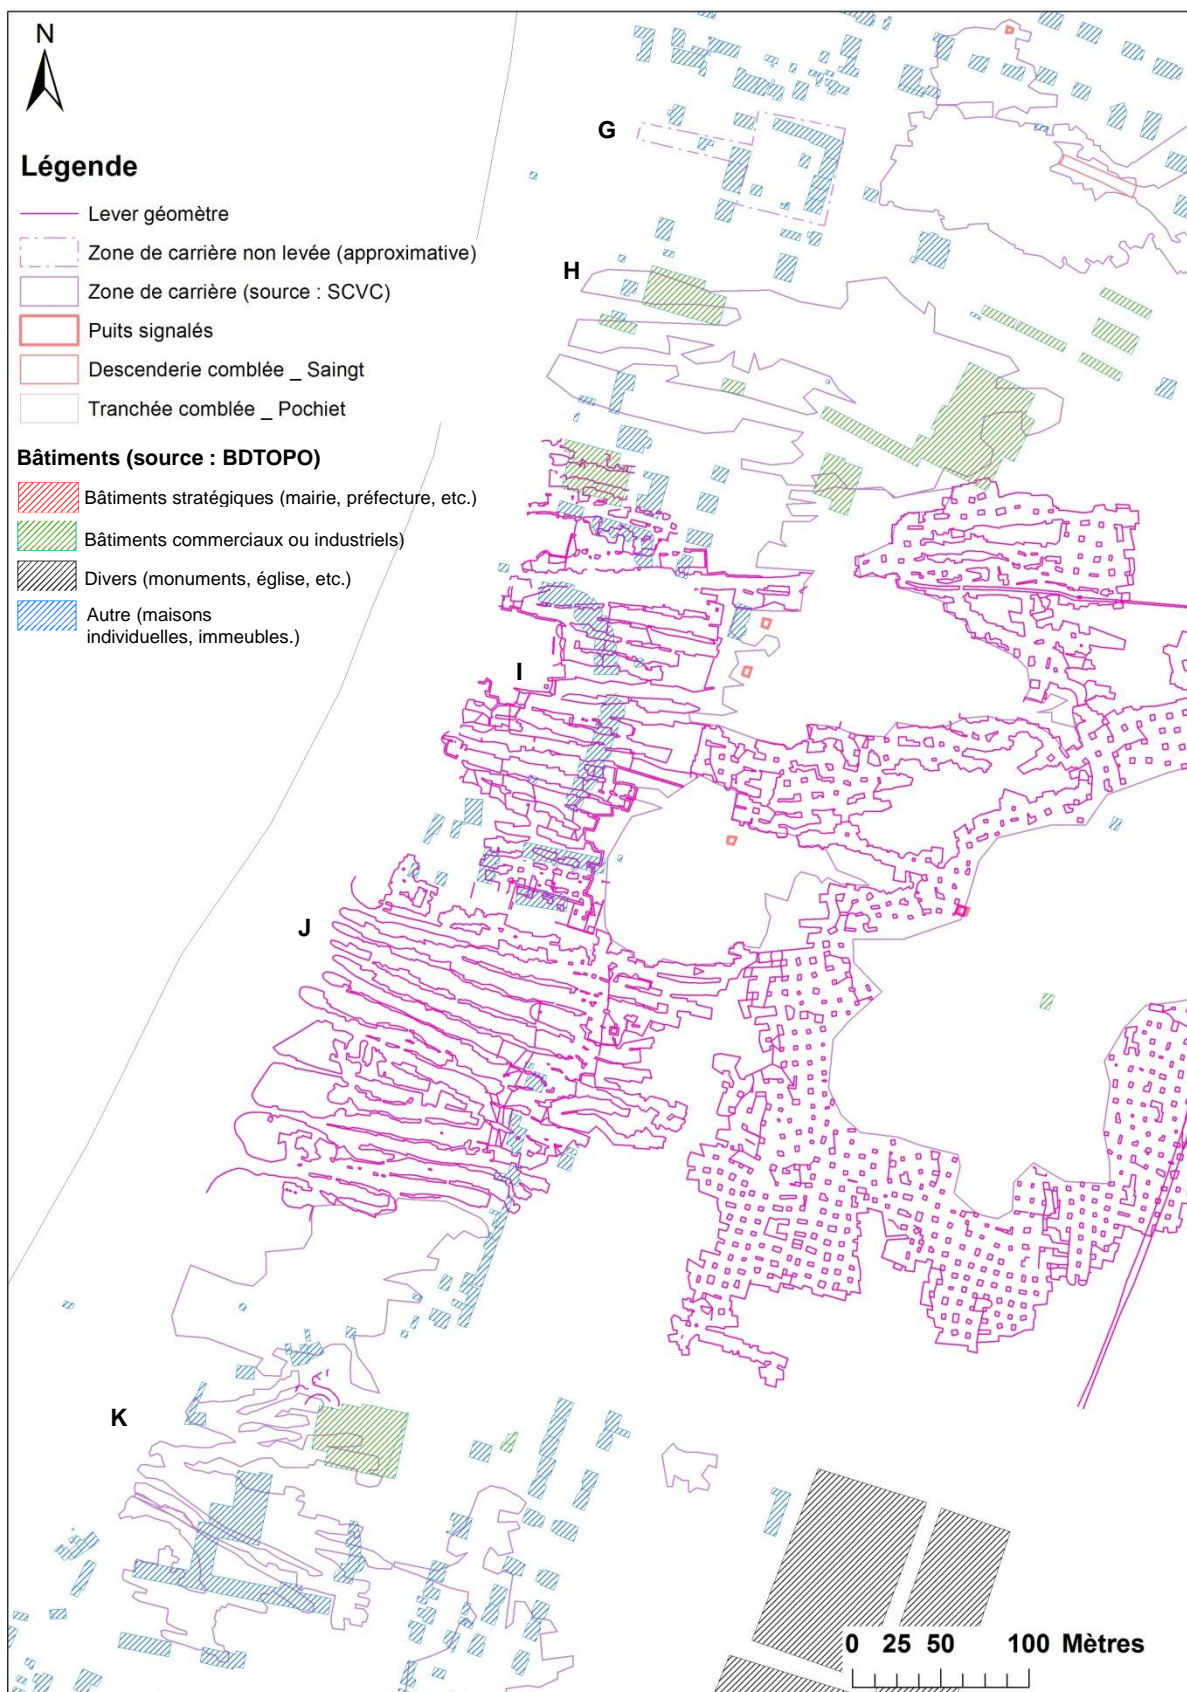 N
Légende
Lever géomètre
Zone de carrière non levée (approximative)
Zone de carrière (source : SCVC)
Puits signalés
Descenderie comblée _ Saingt
Tranchée comblée _ Pochiet
Bâtiments (source : BDTOPO)
Bâtiments stratégiques (mairie, préfecture, etc.)
Bâtiments commerciaux ou industriels)
Divers (monuments, église, etc.)
Autre (maisons
individuelles, immeubles.)
G
H
I
J
K
0 25 50 100 Mètres